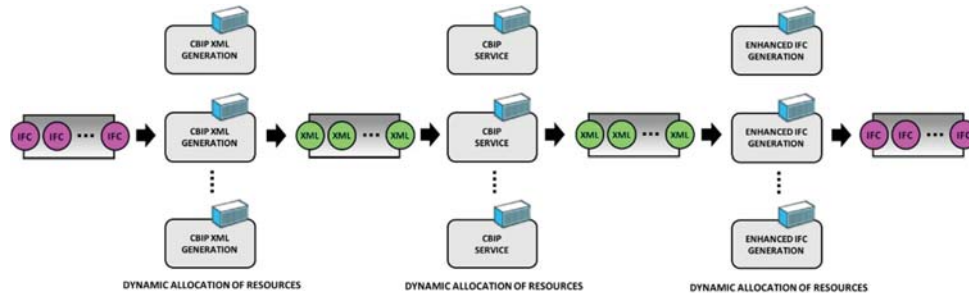 CBIP XML
GENERATION
CBIP
SERVICE
ENHANCED IFC
GENERATION
IFC IFC ••• IFC
CBIP XML
GENERATION
XML XML ••• XML
CBIP
SERVICE
XML XML ••• XML
ENHANCED IFC
GENERATION
IFC IFC ••• IFC
CBIP XML
GENERATION
CBIP
SERVICE
ENHANCED IFC
GENERATION
DYNAMIC ALLOCATION OF RESOURCES
DYNAMIC ALLOCATION OF RESOURCES
DYNAMIC ALLOCATION OF RESOURCES